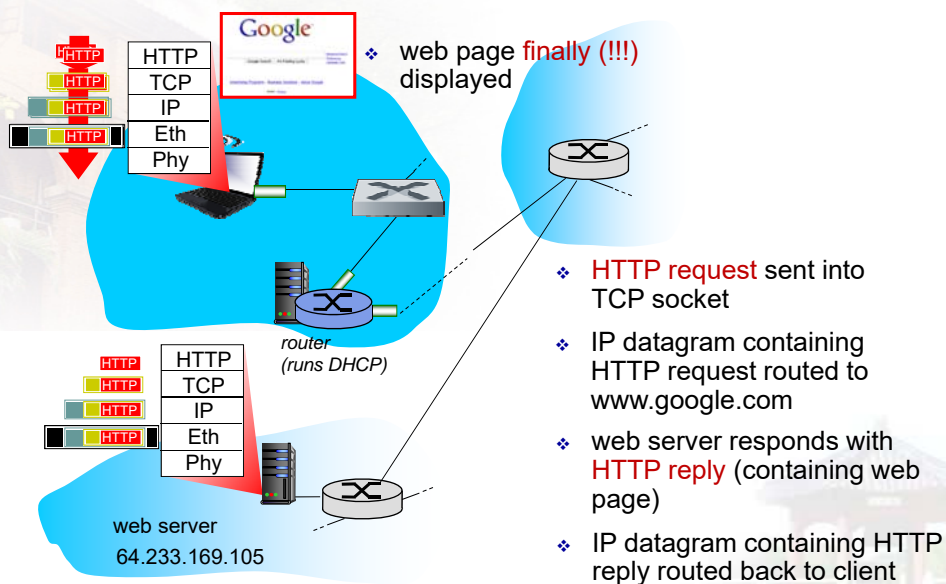 Google
web page finally (!!!)
displayed
HTTP
HTTP
HTTP
HTTP
HTTP
HTTP
TCP
IP
Eth
Phy
router
(runs DHCP)
HTTP
HTTP
HTTP
HTTP
HTTP
TCP
IP
Eth
Phy
web server
64.233.169.105
HTTP request sent into
TCP socket
IP datagram containing
HTTP request routed to
www.google.com
web server responds with
HTTP reply (containing web
page)
IP datagram containing HTTP
reply routed back to client